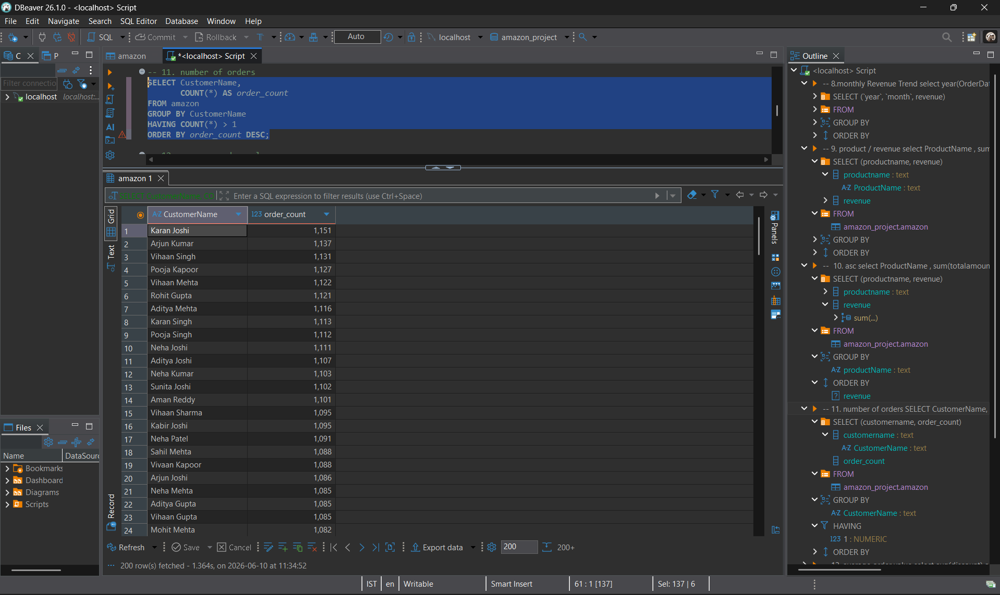 DBeaver 26.1.0 - <localhost> Script
File Edit Navigate Search SQL Editor Database Window Help
SQL Commit Rollback T Auto localhost amazon_project
C P
amazon *<localhost> Script
Outline
Filter connectio
localhost localhost:...
-- 11. number of orders
SELECT CustomerName,
COUNT(*) AS order_count
FROM amazon
GROUP BY CustomerName
HAVING COUNT(*) > 1
ORDER BY order_count DESC;
AI
amazon 1
SELECT CustomerName, CO
Enter a SQL expression to filter results (use Ctrl+Space)
Grid
Text
Record
Panels
A-Z CustomerName 123 order_count
1 Karan Joshi 1,151
2 Arjun Kumar 1,137
3 Vihaan Singh 1,131
4 Pooja Kapoor 1,127
5 Vihaan Mehta 1,122
6 Rohit Gupta 1,121
7 Aditya Mehta 1,116
8 Karan Singh 1,113
9 Pooja Singh 1,112
10 Neha Joshi 1,111
11 Aditya Joshi 1,107
12 Neha Kumar 1,103
13 Sunita Joshi 1,102
14 Aman Reddy 1,101
15 Vihaan Sharma 1,095
16 Kabir Joshi 1,095
17 Neha Patel 1,091
18 Sahil Mehta 1,088
19 Vivaan Kapoor 1,088
20 Arjun Joshi 1,086
21 Neha Mehta 1,085
22 Aditya Gupta 1,085
23 Vihaan Gupta 1,085
24 Mohit Mehta 1,082
Refresh Save Cancel Export data 200 200+
200 row(s) fetched - 1.364s, on 2026-06-10 at 11:34:52
Files
Name DataSourc
Bookmarks
Dashboard
Diagrams
Scripts
<localhost> Script
-- 8.monthly Revenue Trend select year(OrderDat
SELECT (`year`, `month`, revenue)
FROM
GROUP BY
ORDER BY
-- 9. product / revenue select ProductName , sum
SELECT (productname, revenue)
productname : text
A-Z ProductName : text
revenue
FROM
amazon_project.amazon
GROUP BY
ORDER BY
-- 10. asc select ProductName , sum(totalamoun
SELECT (productname, revenue)
productname : text
revenue
sum(...)
FROM
amazon_project.amazon
GROUP BY
A-Z productName : text
ORDER BY
revenue
-- 11. number of orders SELECT CustomerName,
SELECT (customername, order_count)
customername : text
A-Z CustomerName : text
order_count
FROM
amazon_project.amazon
GROUP BY
A-Z CustomerName : text
HAVING
123 1 : NUMERIC
ORDER BY
IST en Writable Smart Insert 61 : 1 [137] Sel: 137 | 6